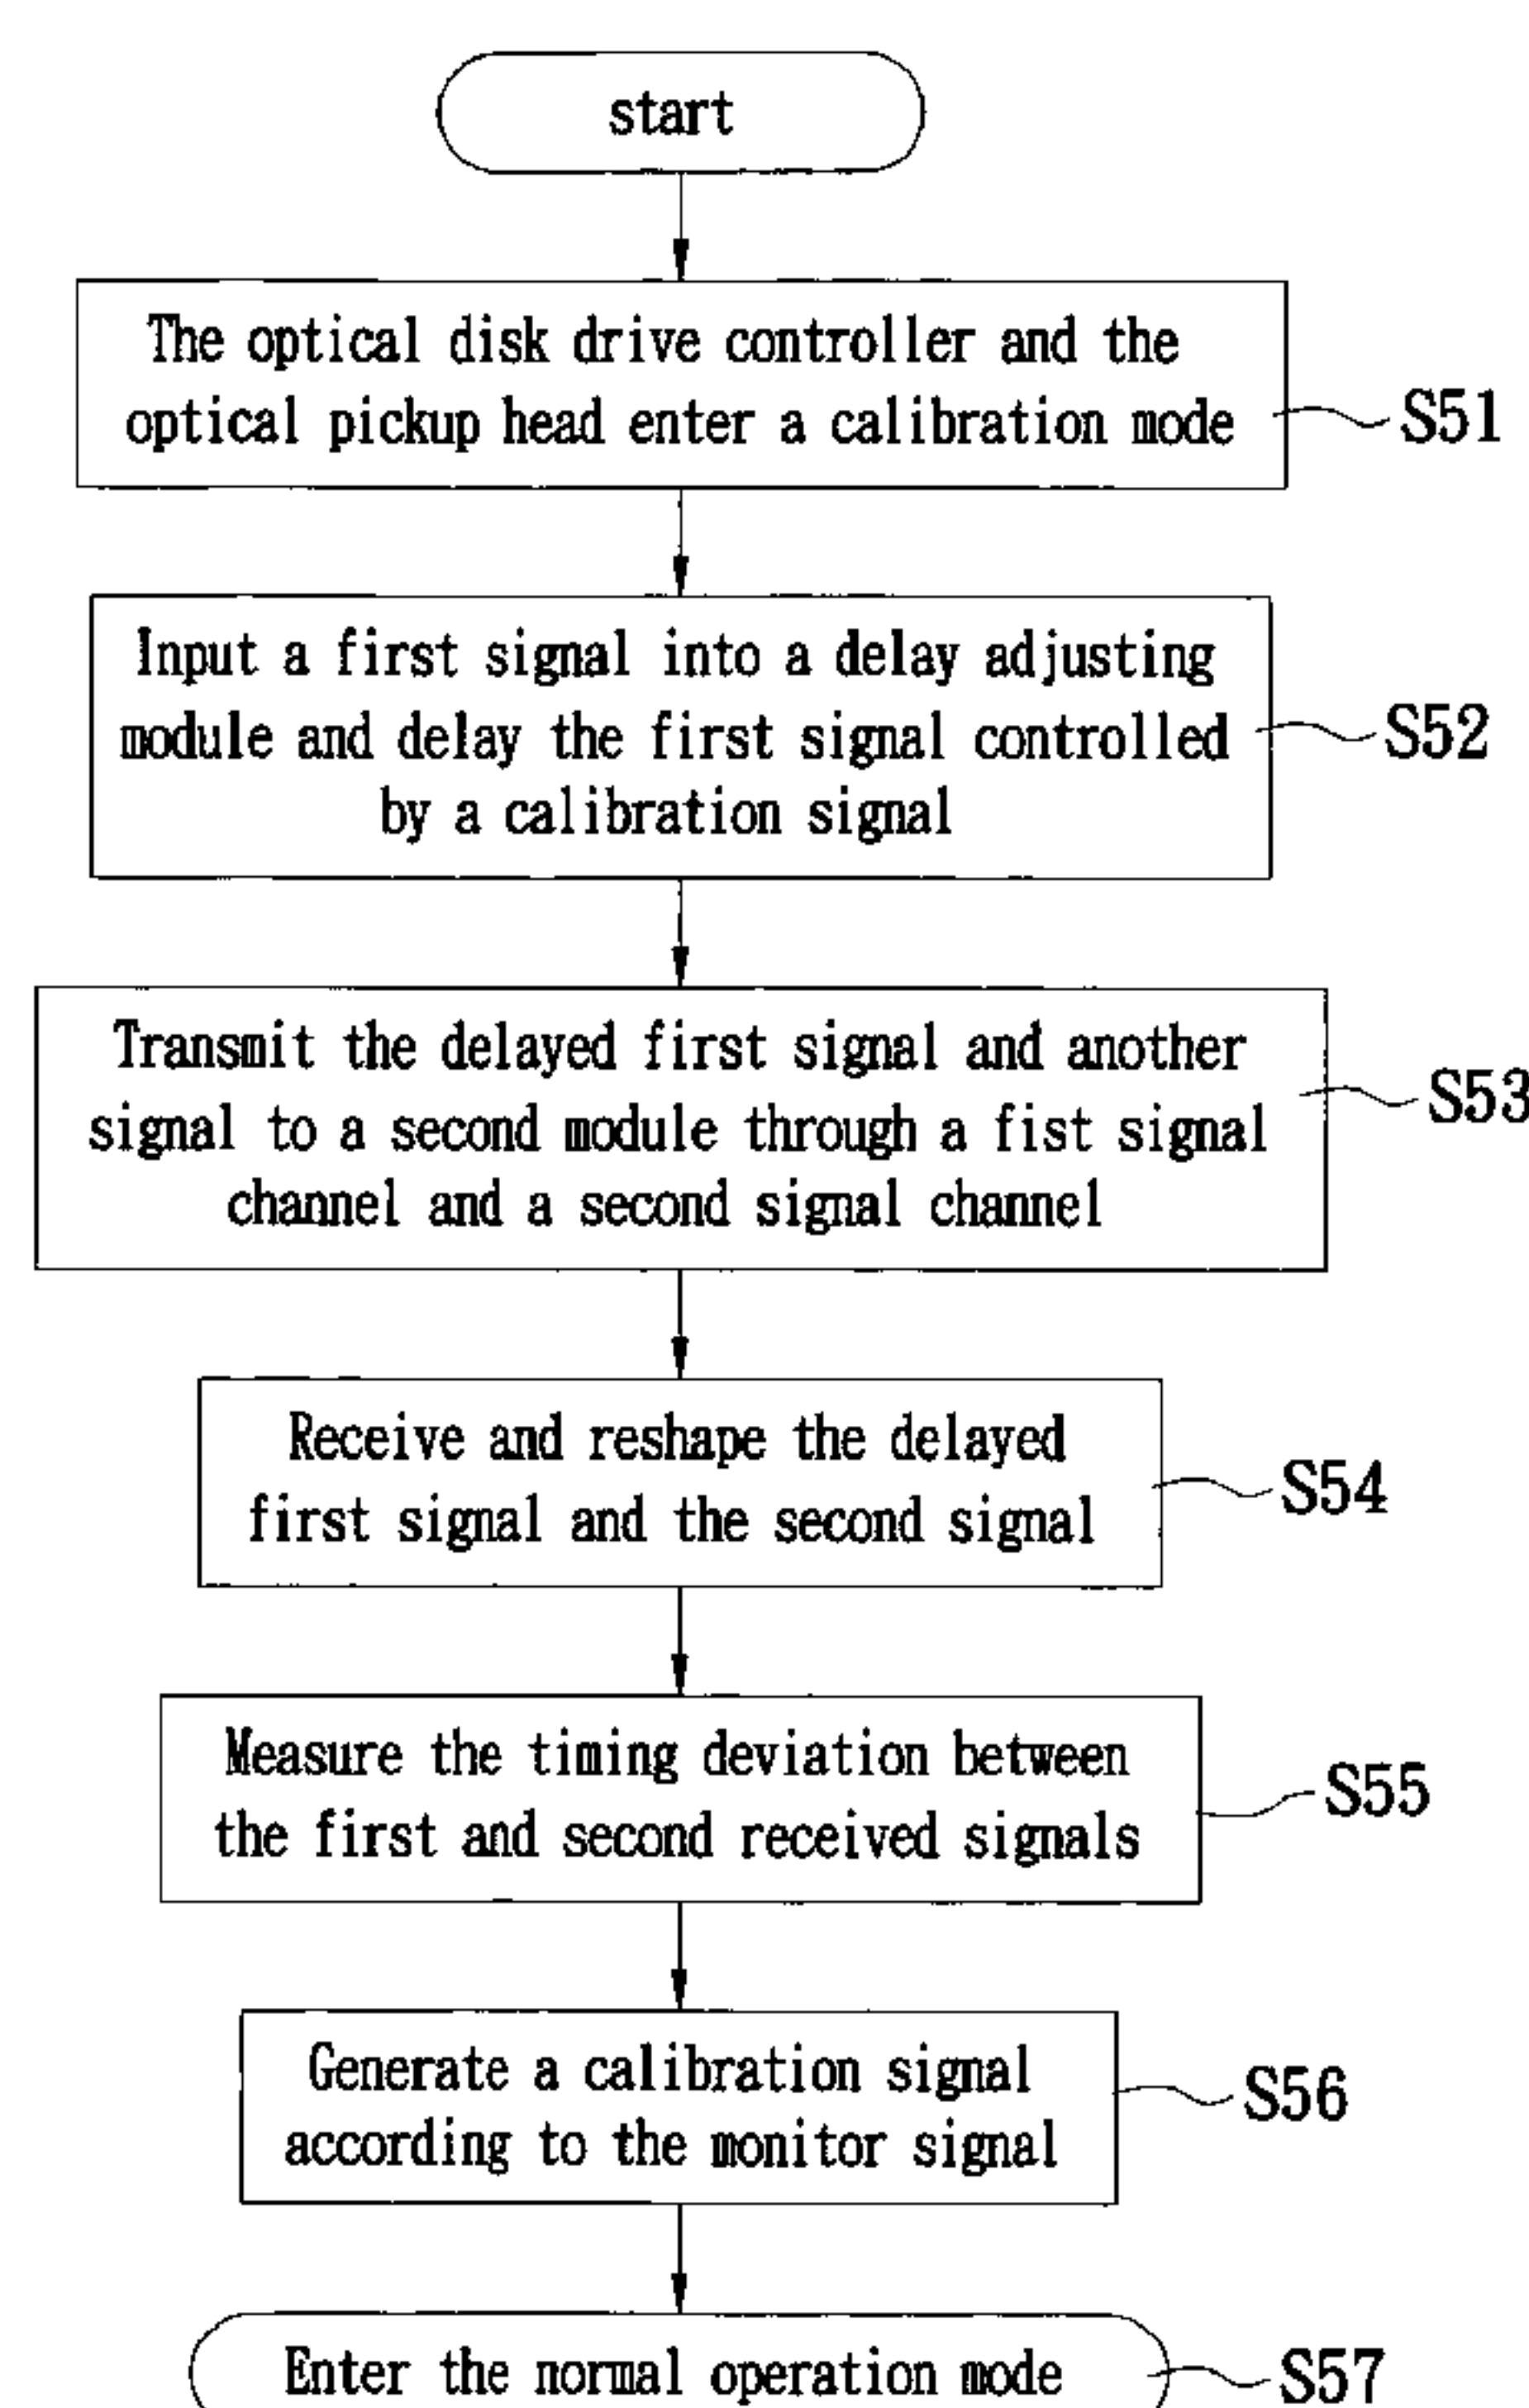 start
The optical disk drive controller and the
optical pickup head enter a calibration mode
S51
Input a first signal into a delay adjusting
module and delay the first signal controlled
by a calibration signal
S52
Transmit the delayed first signal and another
signal to a second module through a fist signal
channel and a second signal channel
S53
Receive and reshape the delayed
first signal and the second signal
S54
Measure the timing deviation between
the first and second received signals
S55
Generate a calibration signal
according to the monitor signal
S56
Enter the normal operation mode
S57